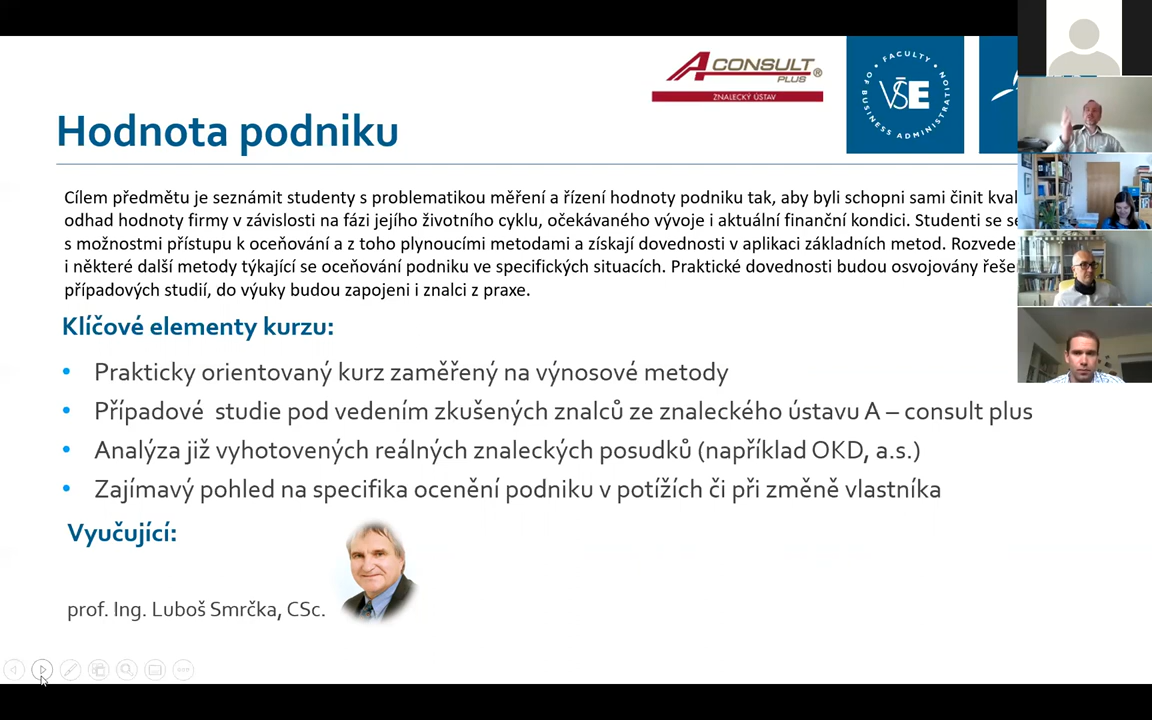 A CONSULT
PLUS ®
ZNALECKÝ ÚSTAV
FACULTY OF BUSINESS ADMINISTRATION
VŠE
Hodnota podniku
Cílem předmětu je seznámit studenty s problematikou měření a řízení hodnoty podniku tak, aby byli schopni sami činit kval
odhad hodnoty firmy v závislosti na fázi jejího životního cyklu, očekávaného vývoje i aktuální finanční kondici. Studenti se se
s možnostmi přístupu k oceňování a z toho plynoucími metodami a získají dovednosti v aplikaci základních metod. Rozvede
i některé další metody týkající se oceňování podniku ve specifických situacích. Praktické dovednosti budou osvojovány řeše
případových studií, do výuky budou zapojeni i znalci z praxe.
Klíčové elementy kurzu:
• Prakticky orientovaný kurz zaměřený na výnosové metody
• Případové studie pod vedením zkušených znalců ze znaleckého ústavu A – consult plus
• Analýza již vyhotovených reálných znaleckých posudků (například OKD, a.s.)
• Zajímavý pohled na specifika ocenění podniku v potížích či při změně vlastníka
Vyučující:
prof. Ing. Luboš Smrčka, CSc.